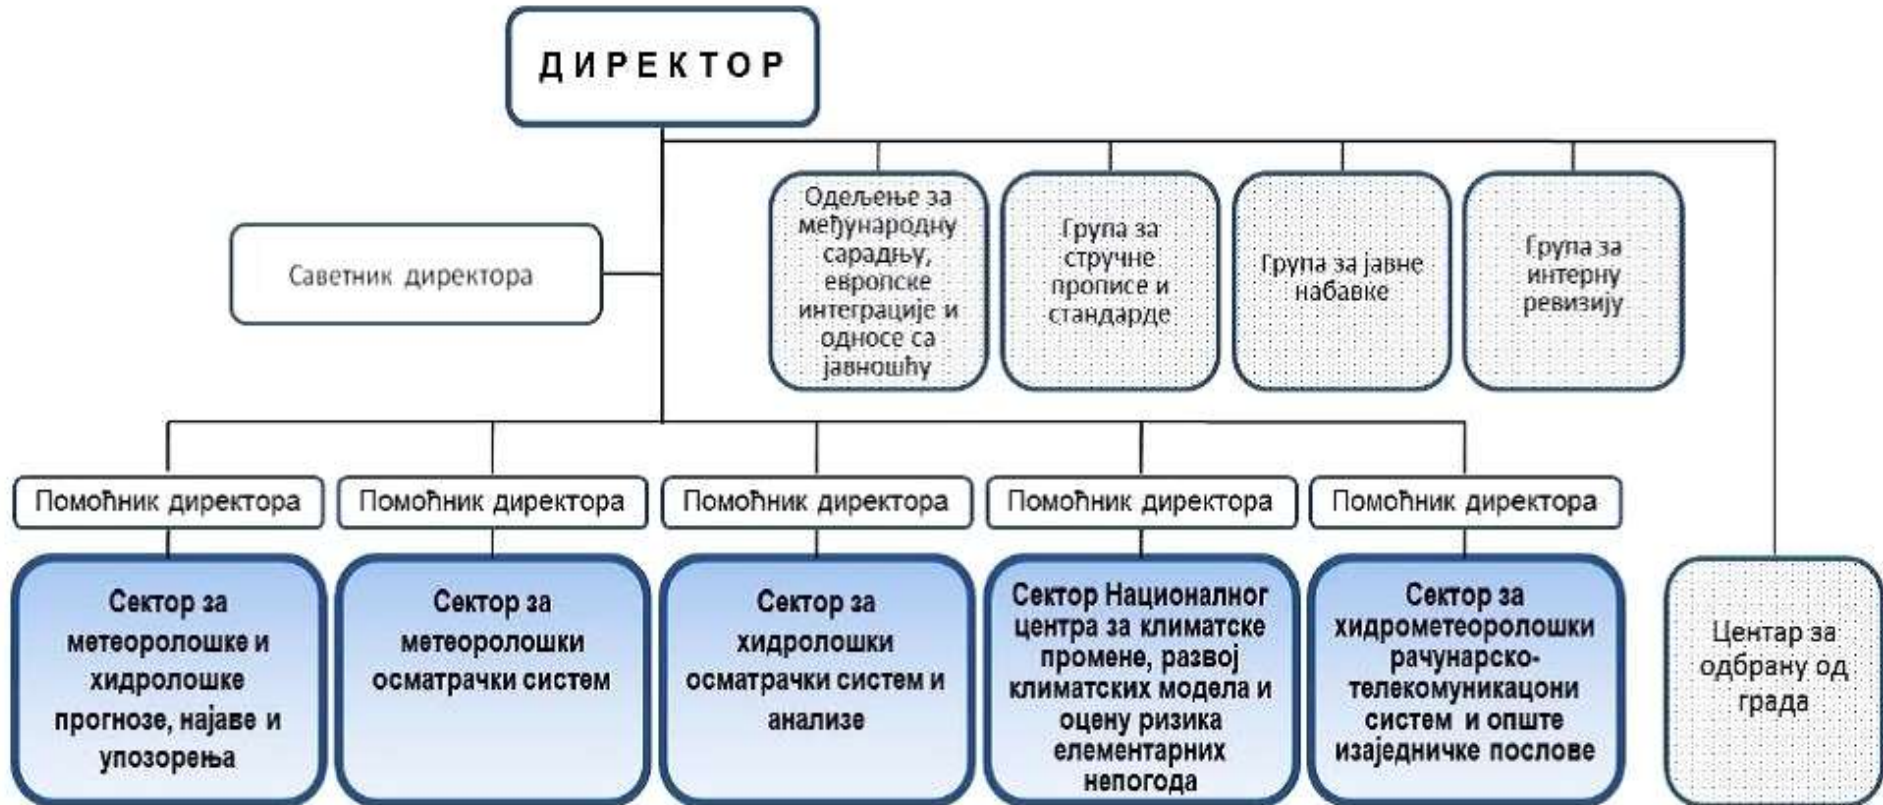 ДИРЕКТОР
Саветник директора
Одељење за
међународну
сарадњу,
европске
интеграције и
односе са
јавношћу
Група за
стручне
прописе и
стандарде
Група за јавне
набавке
Група за
интерну
ревизију
Помоћник директора
Помоћник директора
Помоћник директора
Помоћник директора
Помоћник директора
Сектор за
метеоролошке и
хидролошке
прогнозе, најаве и
упозорења
Сектор за
метеоролошки
осматрачки систем
Сектор за
хидролошки
осматрачки систем и
анализе
Сектор Националног
центра за климатске
промене, развој
климатских модела и
оцену ризика
елементарних
непогода
Сектор за
хидрометеоролошки
рачунарско-
телекомуникацони
систем и опште
изаједничке послове
Центар за
одбрану од
града